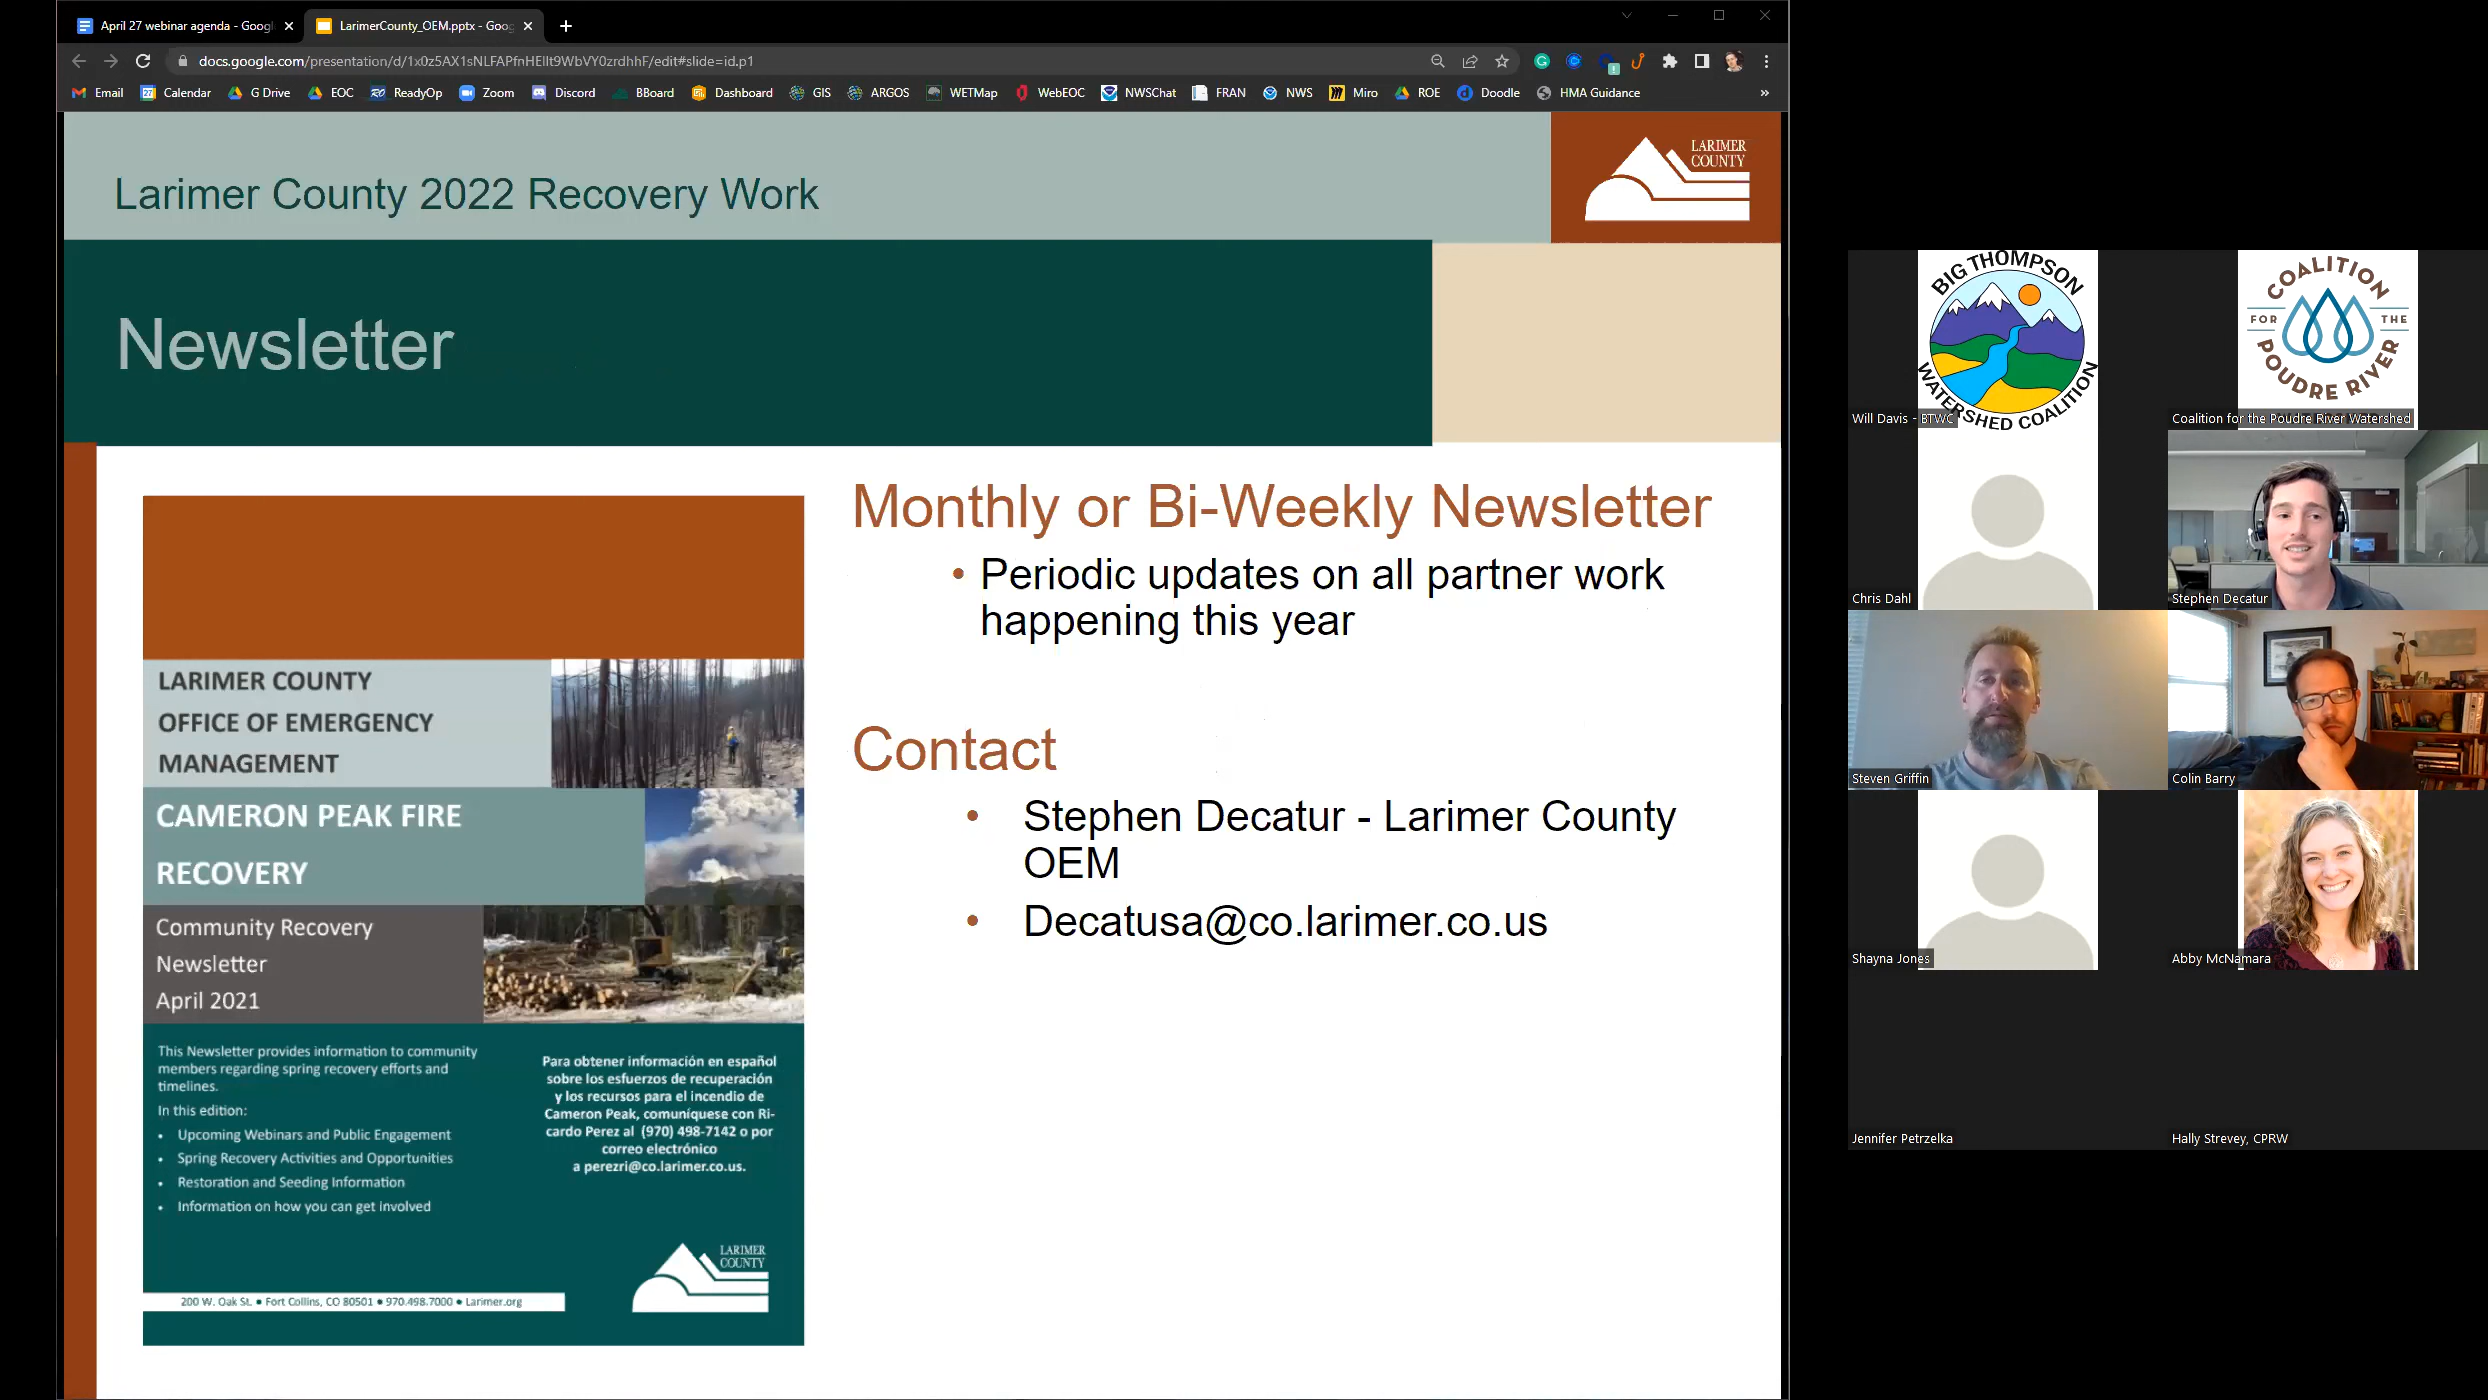 April 27 webinar agenda - Googl
LarimerCounty_OEM.pptx - Goog
docs.google.com/presentation/d/1x0z5AX1sNLFAPfnHEIlt9WbVY0zrdhhF/edit#slide=id.p1
Email Calendar G Drive EOC ReadyOp Zoom Discord BBoard Dashboard GIS ARGOS WETMap WebEOC NWSChat FRAN NWS Miro ROE Doodle HMA Guidance »
Larimer County 2022 Recovery Work
LARIMER
COUNTY
Newsletter
Monthly or Bi-Weekly Newsletter
• Periodic updates on all partner work
happening this year
Contact
• Stephen Decatur - Larimer County
OEM
• Decatusa@co.larimer.co.us
LARIMER COUNTY
OFFICE OF EMERGENCY
MANAGEMENT
CAMERON PEAK FIRE
RECOVERY
Community Recovery
Newsletter
April 2021
This Newsletter provides information to community
members regarding spring recovery efforts and
timelines.
In this edition:
• Upcoming Webinars and Public Engagement
• Spring Recovery Activities and Opportunities
• Restoration and Seeding Information
• Information on how you can get involved
Para obtener información en español
sobre los esfuerzos de recuperación
y los recursos para el incendio de
Cameron Peak, comuníquese con Ri-
cardo Perez al (970) 498-7142 o por
correo electrónico
a perezri@co.larimer.co.us.
LARIMER
COUNTY
200 W. Oak St. • Fort Collins, CO 80501 • 970.498.7000 • Larimer.org
BIG THOMPSON
WATERSHED COALITION
Will Davis - BTWC
COALITION
FOR THE
POUDRE RIVER
Coalition for the Poudre River Watershed
Chris Dahl
Stephen Decatur
Steven Griffin
Colin Barry
Shayna Jones
Abby McNamara
Jennifer Petrzelka
Hally Strevey, CPRW